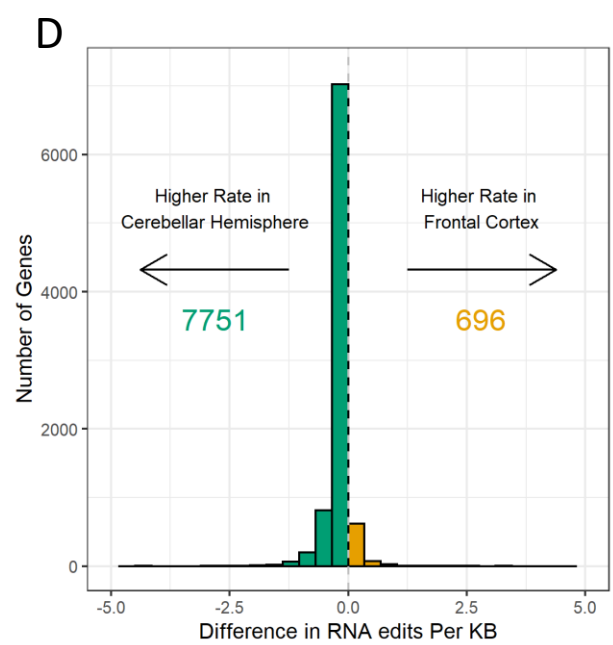 D
6000
4000
2000
0
Number of Genes
Higher Rate in
Cerebellar Hemisphere
7751
Higher Rate in
Frontal Cortex
696
-5.0 -2.5 0.0 2.5 5.0
Difference in RNA edits Per KB